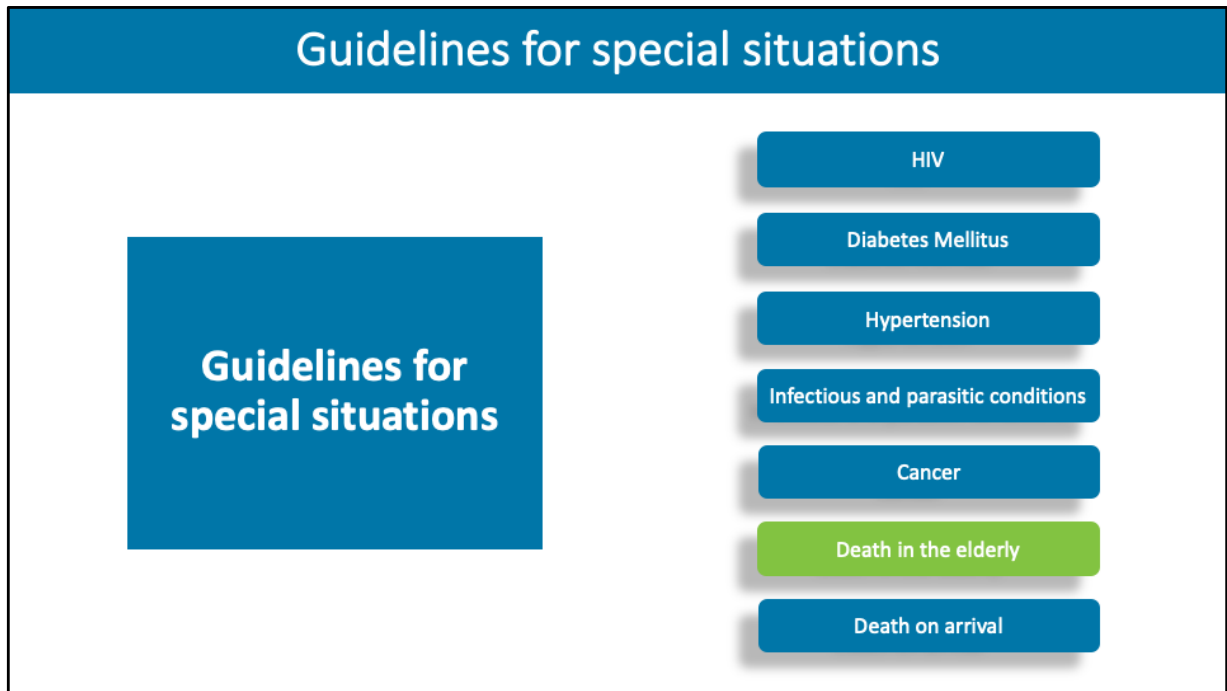 Guidelines for special situations
Guidelines for
special situations
HIV
Diabetes Mellitus
Hypertension
Infectious and parasitic conditions
Cancer
Death in the elderly
Death on arrival